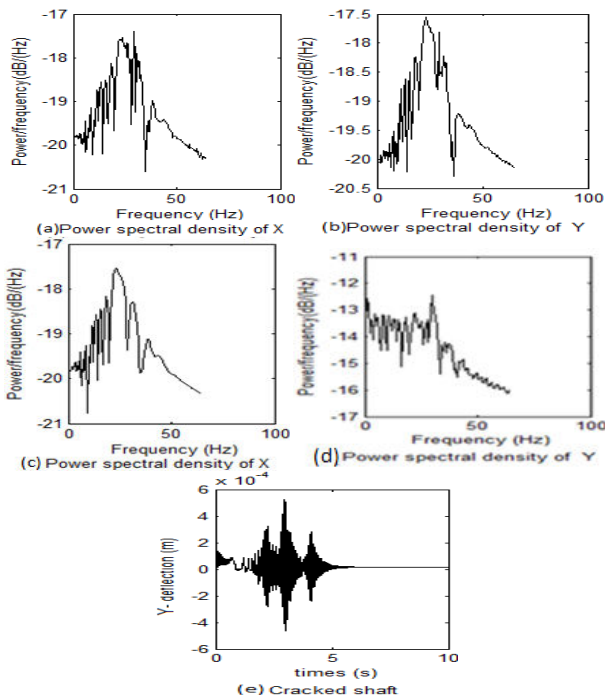 -17
-18
-19
-20
-21
0
50
100
Power/frequency(dB/(Hz)
Frequency (Hz)
(a)Power spectral density of X
-17.5
-18
-18.5
-19
-19.5
-20
-20.5
0
50
100
Power/frequency(dB/(Hz)
Frequency (Hz)
(b)Power spectral density of Y
-17
-18
-19
-20
-21
0
50
100
Power/frequency(dB/(Hz)
Frequency (Hz)
(c) Power spectral density of X
-11
-12
-13
-14
-15
-16
-17
0
50
100
Power/frequency(dB/(Hz)
Frequency (Hz)
(d) Power spectral density of Y
6 × 10-4
4
2
0
-2
-4
-6
0
5
10
Y- deflection (m)
times (s)
(e) Cracked shaft